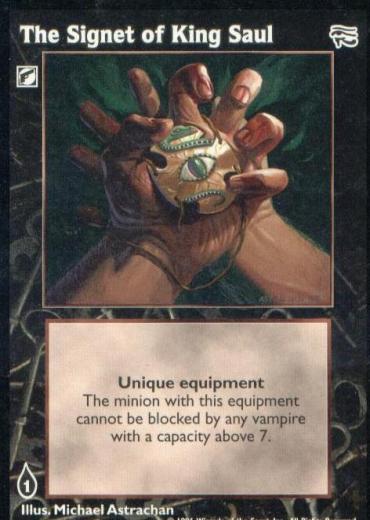 The Signet of King Saul
Unique equipment
The minion with this equipment
cannot be blocked by any vampire
with a capacity above 7.
1
Illus. Michael Astrachan